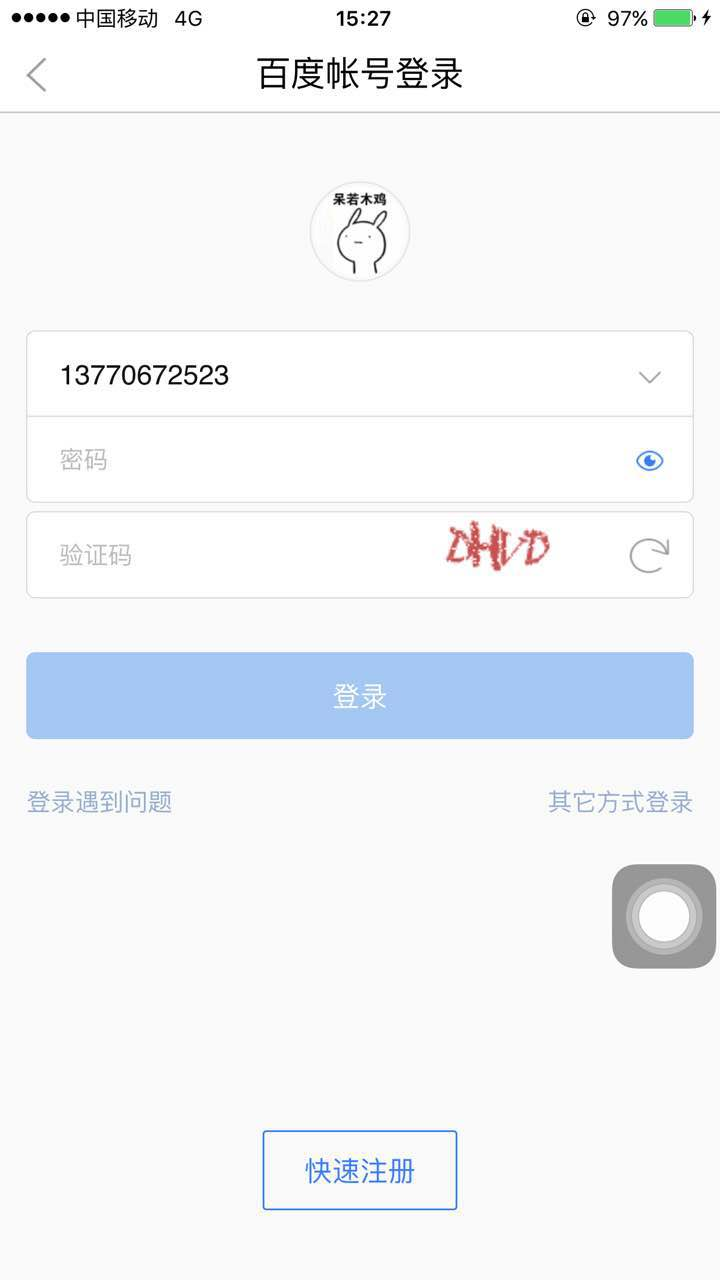 中国移动 4G 15:27 97%
百度帐号登录
呆若木鸡
13770672523
密码
验证码 DHVD
登录
登录遇到问题 其它方式登录
快速注册